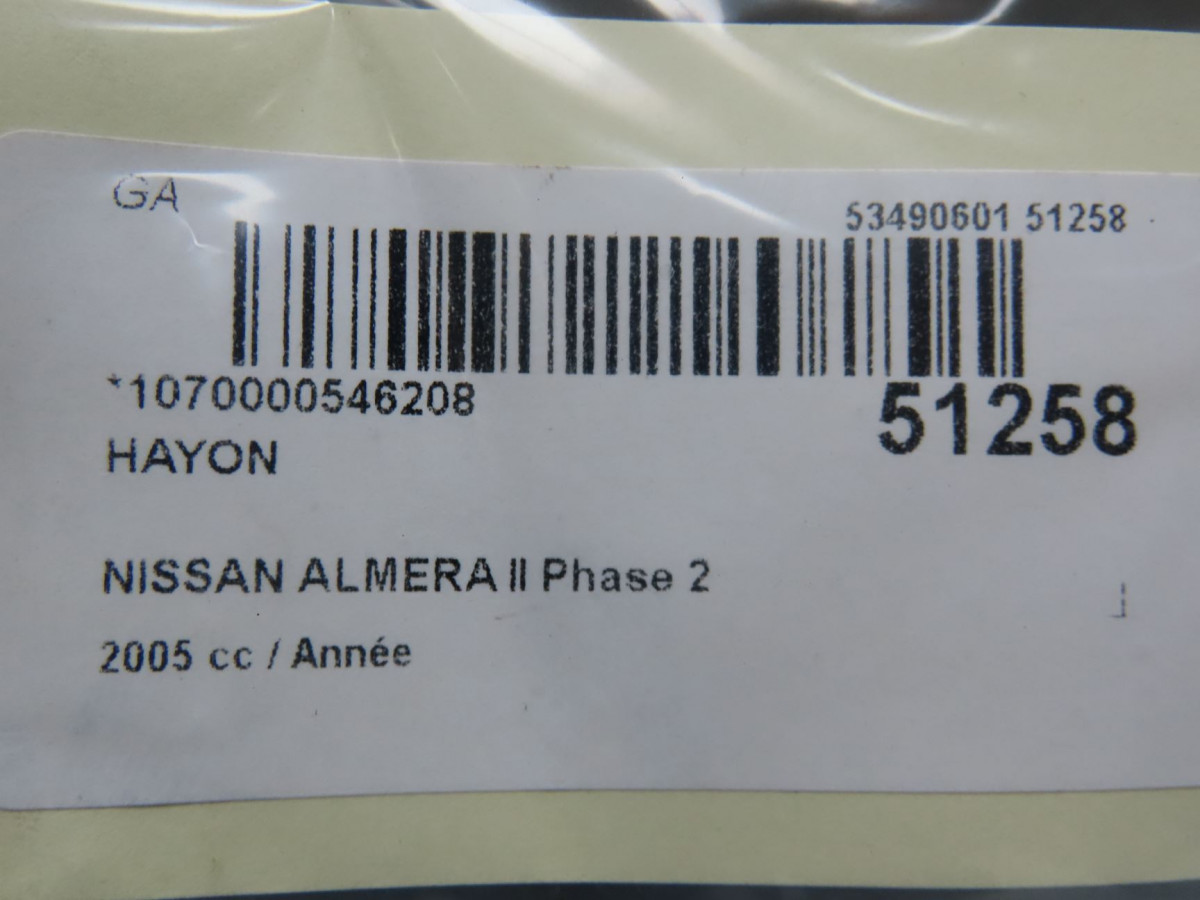 GA
53490601 51258
*1070000546208
51258
HAYON
NISSAN ALMERA II Phase 2
2005 cc / Année